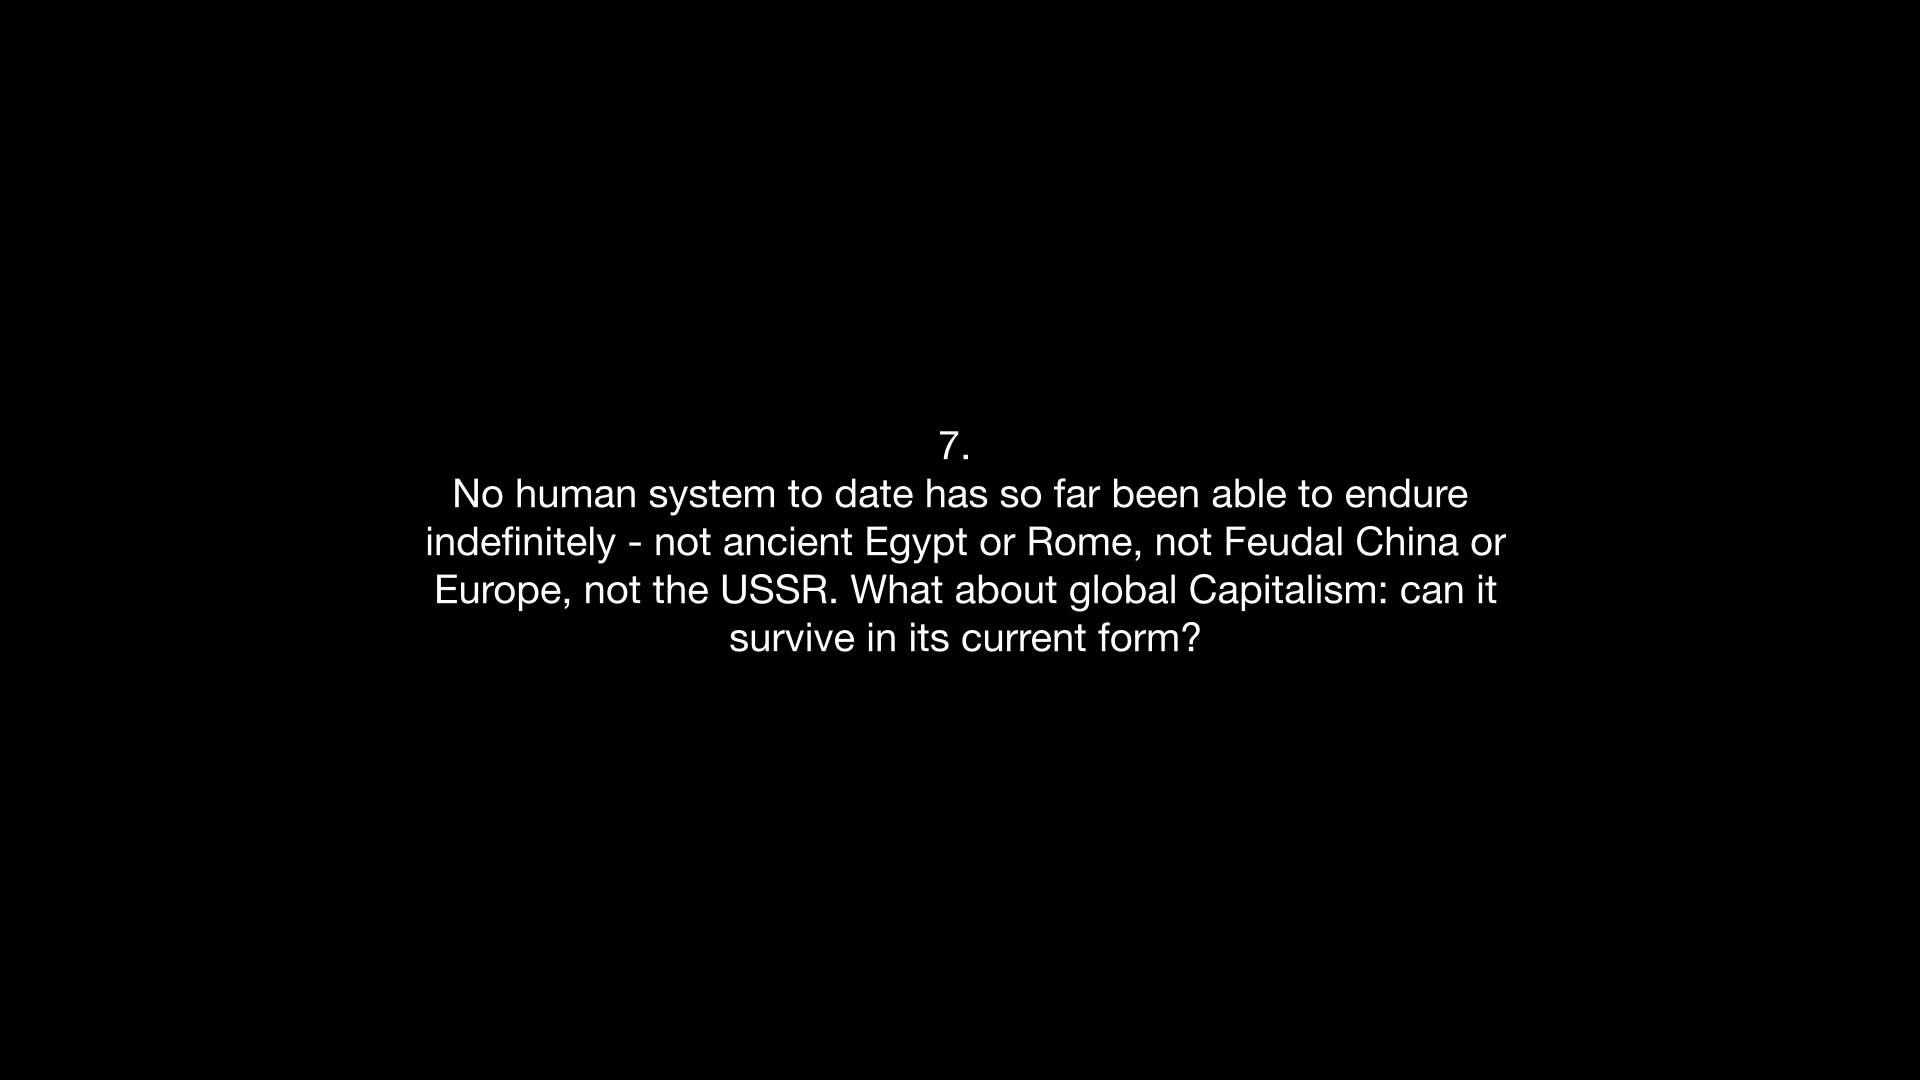 7.
No human system to date has so far been able to endure
indefinitely - not ancient Egypt or Rome, not Feudal China or
Europe, not the USSR. What about global Capitalism: can it
survive in its current form?